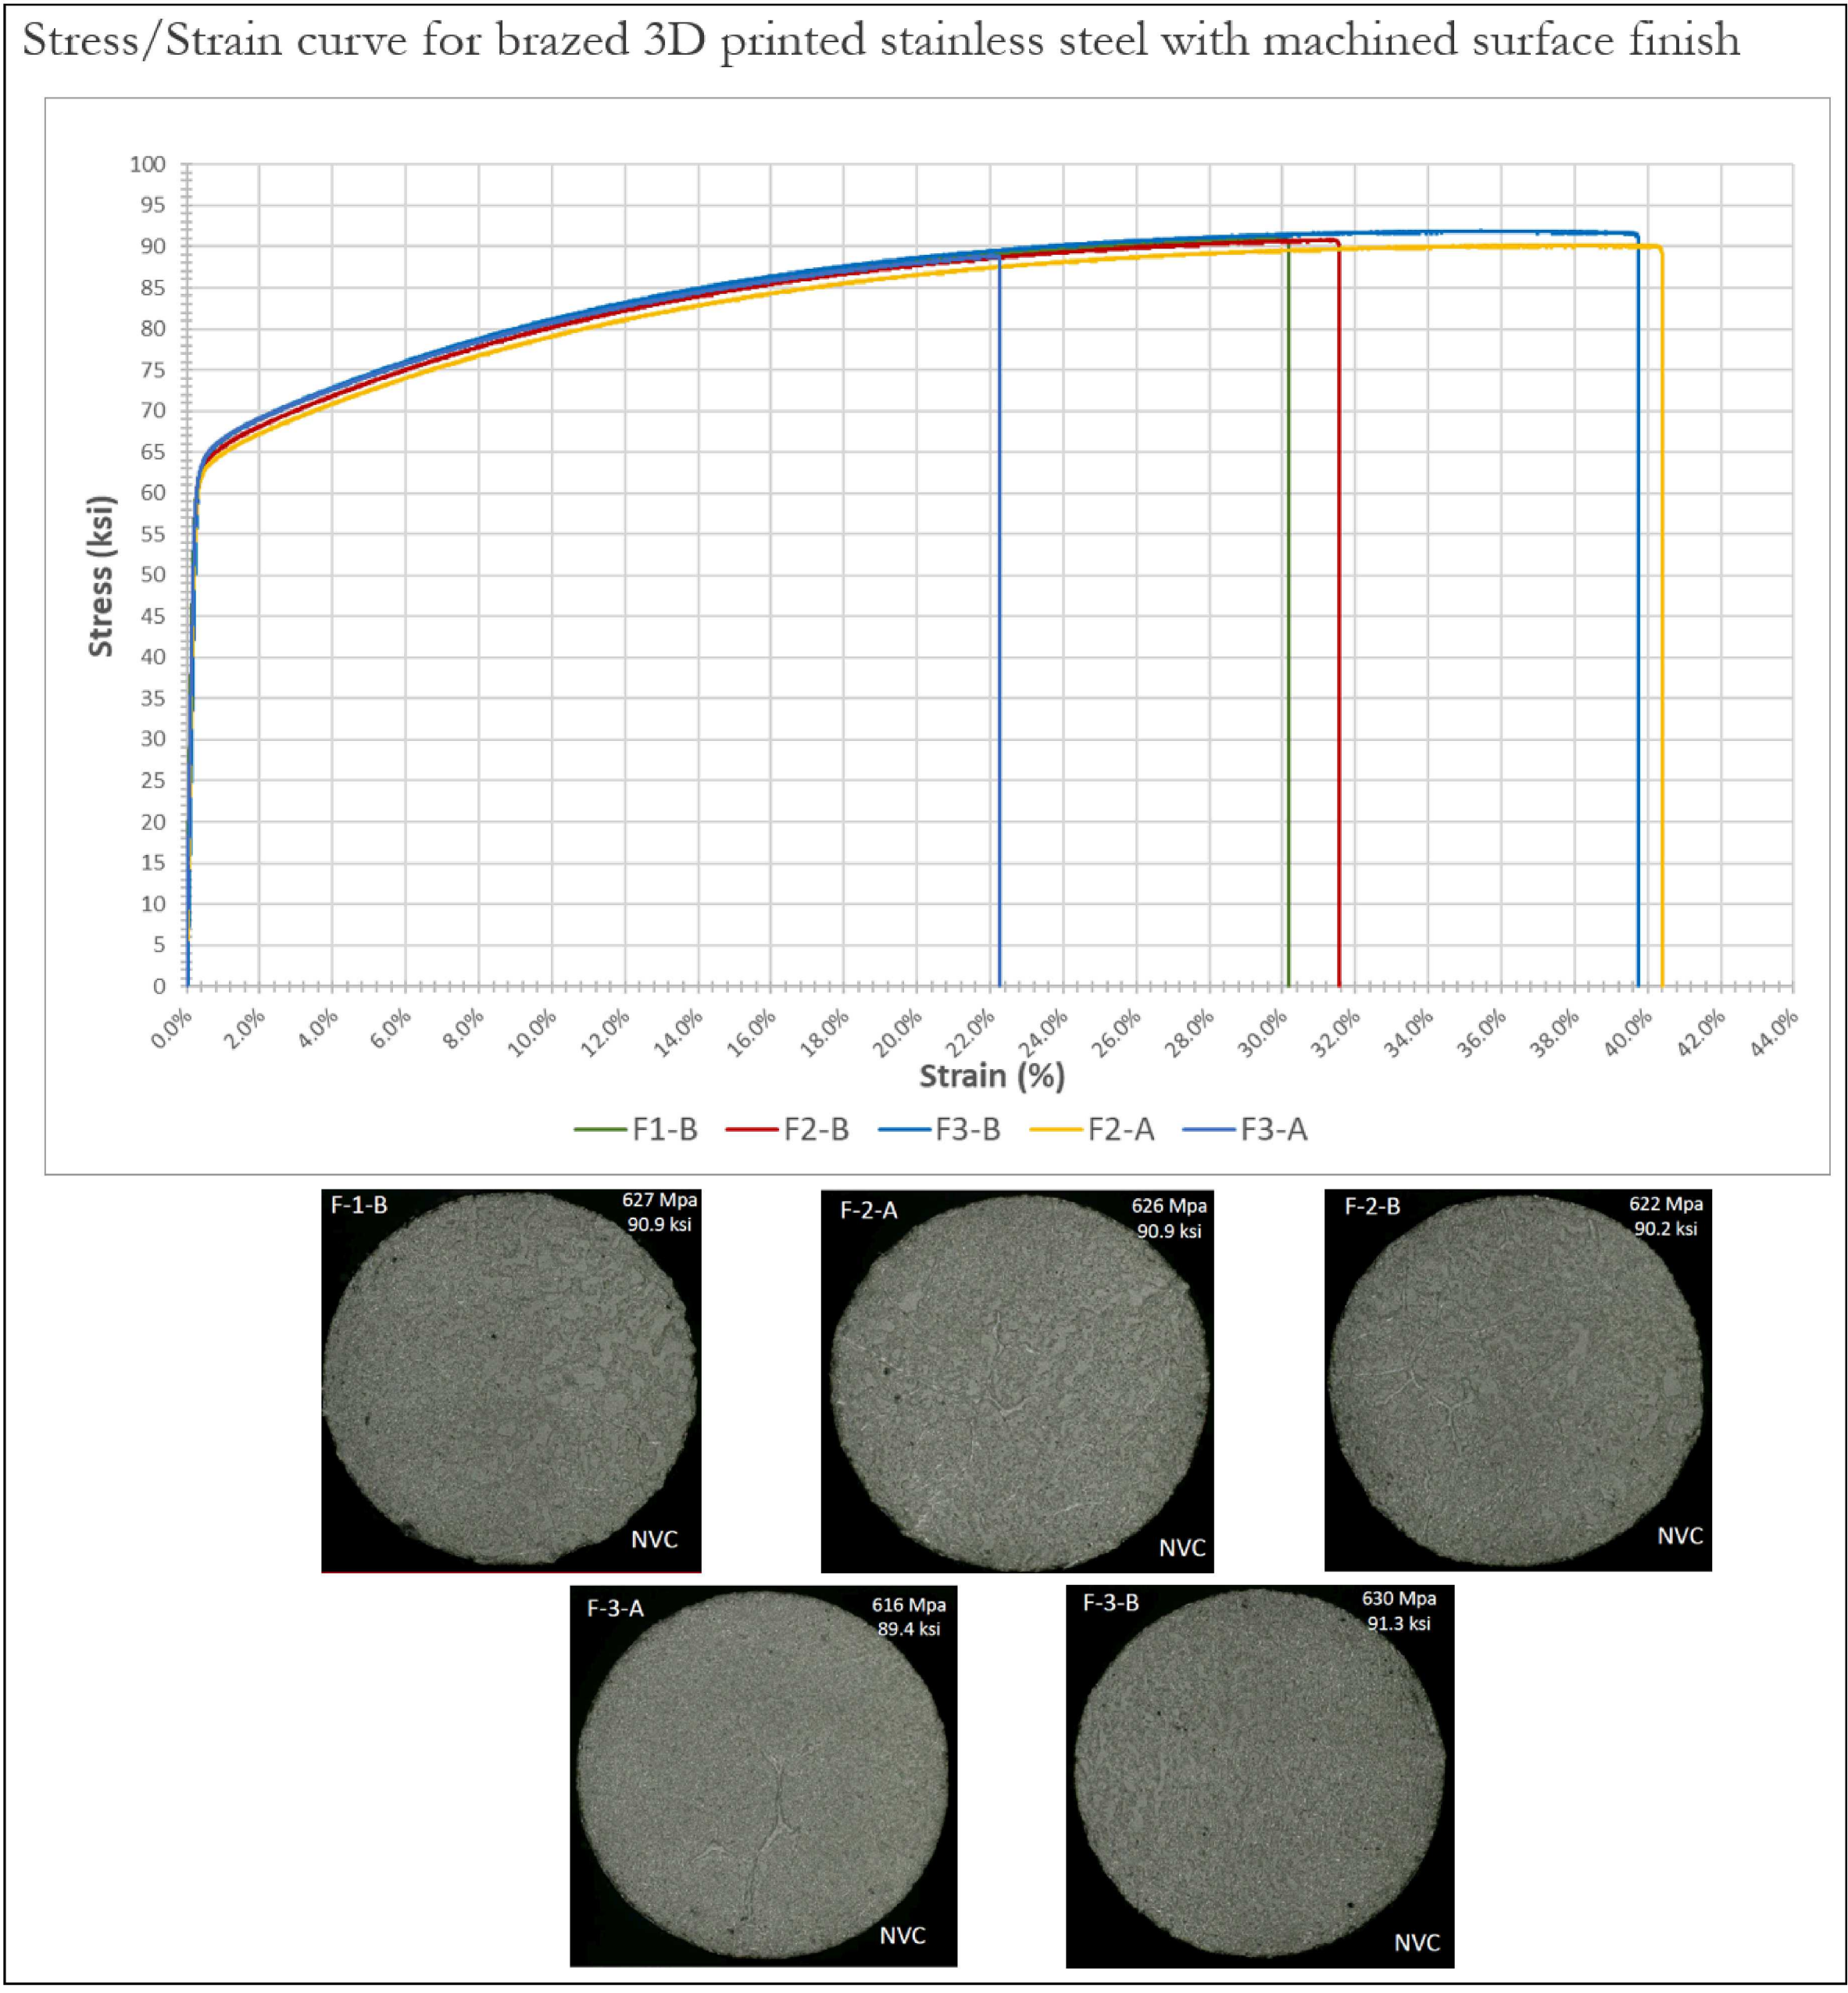 Stress/Strain curve for brazed 3D printed stainless steel with machined surface finish
100
95
90
85
80
75
70
65
60
55
50
45
40
35
30
25
20
15
10
5
0
Stress (ksi)
0.0% 2.0% 4.0% 6.0% 8.0% 10.0% 12.0% 14.0% 16.0% 18.0% 20.0% 22.0% 24.0% 26.0% 28.0% 30.0% 32.0% 34.0% 36.0% 38.0% 40.0% 42.0% 44.0%
Strain (%)
F1-B F2-B F3-B F2-A F3-A
F-1-B
627 Mpa
90.9 ksi
NVC
F-2-A
626 Mpa
90.9 ksi
NVC
F-2-B
622 Mpa
90.2 ksi
NVC
F-3-A
616 Mpa
89.4 ksi
NVC
F-3-B
630 Mpa
91.3 ksi
NVC